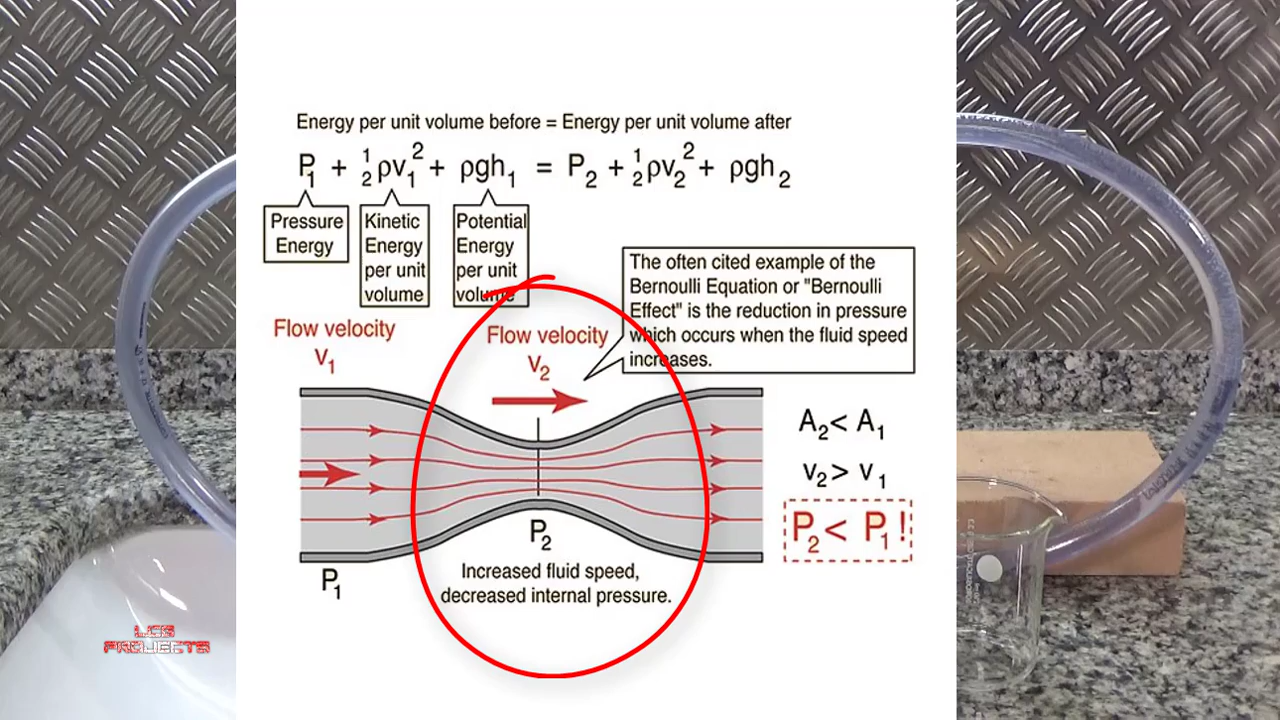 Energy per unit volume before = Energy per unit volume after
P₁ + ½ρv₁² + ρgh₁ = P₂ + ½ρv₂² + ρgh₂
Pressure
Energy
Kinetic
Energy
per unit
volume
Potential
Energy
per unit
volume
The often cited example of the
Bernoulli Equation or "Bernoulli
Effect" is the reduction in pressure
which occurs when the fluid speed
increases.
Flow velocity
v₁
Flow velocity
v₂
A₂< A₁
v₂> v₁
P₂ < P₁!
P₁
P₂
Increased fluid speed,
decreased internal pressure.
UCS
PROJECTS